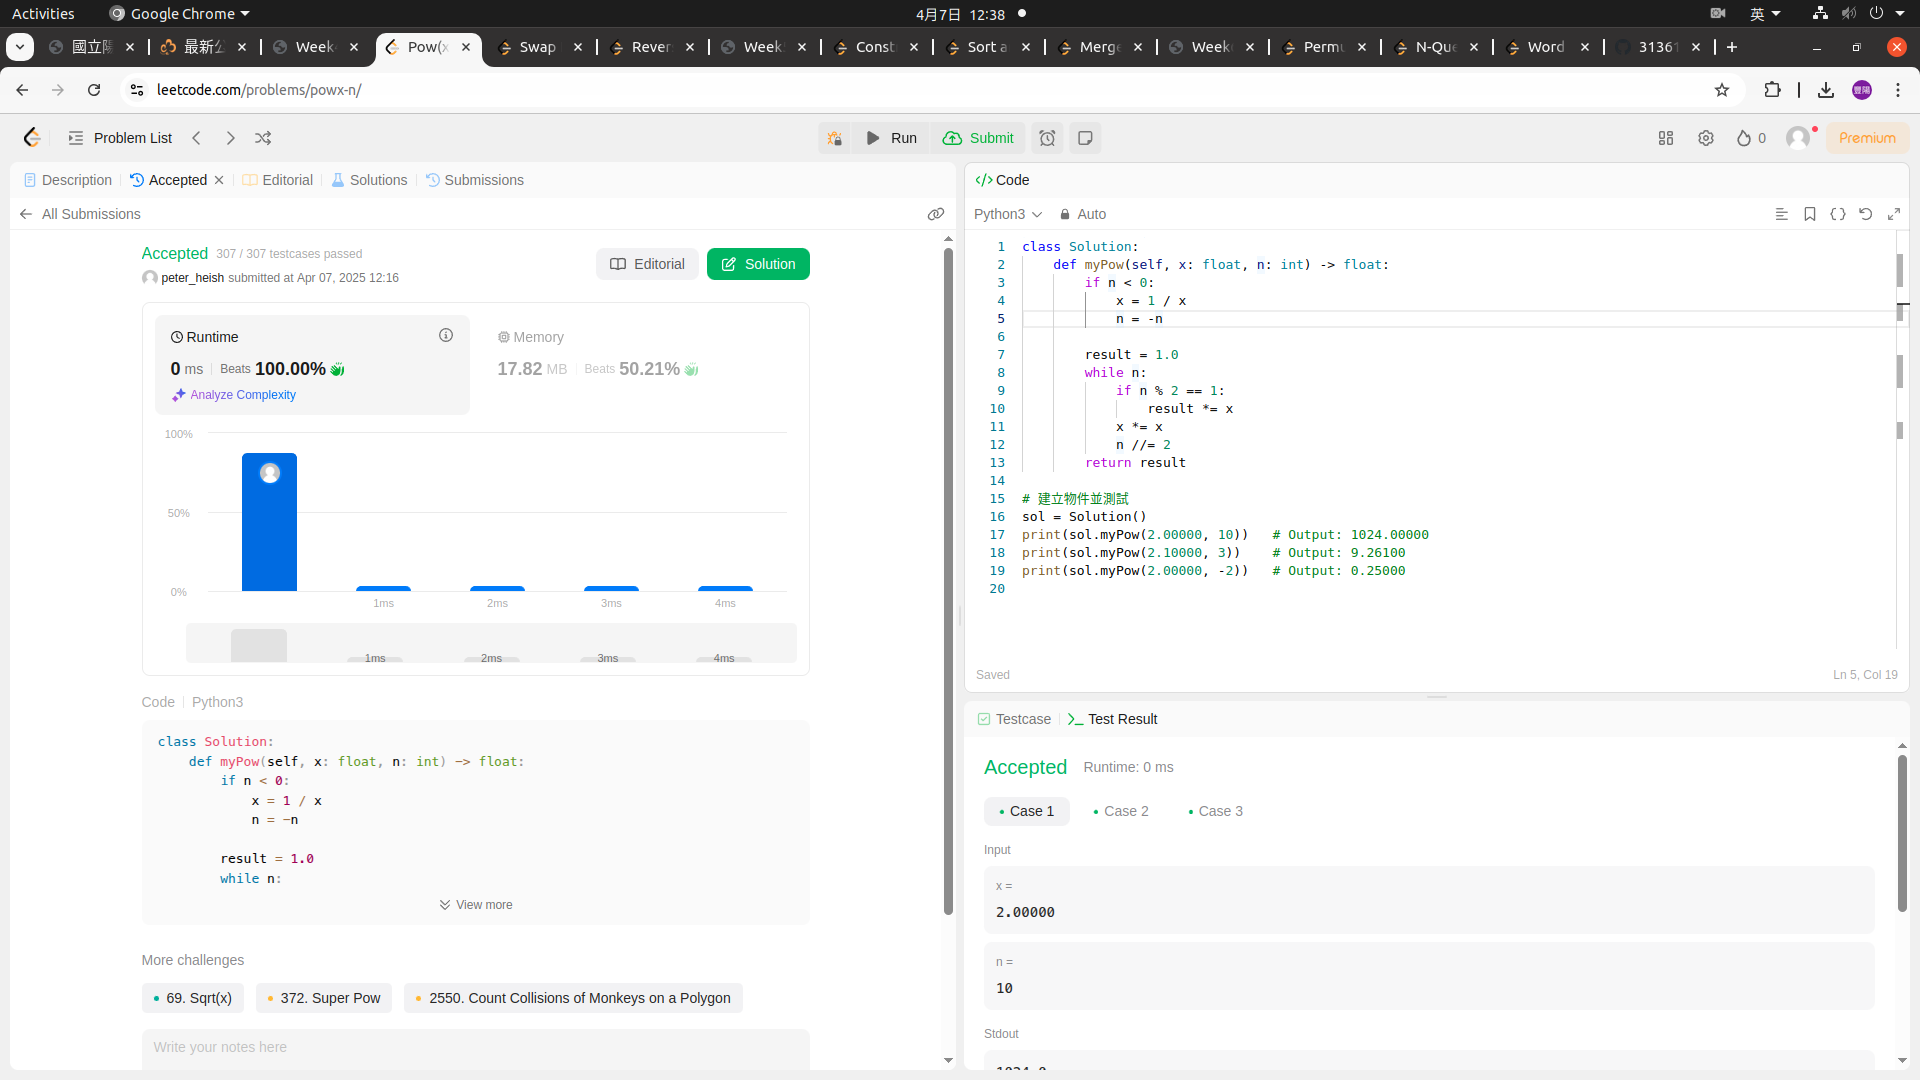 Activities
Google Chrome
4月7日 12:38
英
國立陽
最新公
Week
Pow(x
Swap
Rever
Week
Const
Sort a
Merge
Week
Permu
N-Que
Word
31361
leetcode.com/problems/powx-n/
豐陽
Problem List
Run
Submit
0
Premium
Description
Accepted
Editorial
Solutions
Submissions
All Submissions
Accepted 307 / 307 testcases passed
peter_heish submitted at Apr 07, 2025 12:16
Editorial
Solution
Runtime
0 ms Beats 100.00%
Analyze Complexity
Memory
17.82 MB Beats 50.21%
100%
50%
0%
1ms 2ms 3ms 4ms
1ms 2ms 3ms 4ms
Code Python3
class Solution:
def myPow(self, x: float, n: int) -> float:
if n < 0:
x = 1 / x
n = -n
result = 1.0
while n:
View more
More challenges
69. Sqrt(x)
372. Super Pow
2550. Count Collisions of Monkeys on a Polygon
Write your notes here
Code
Python3
Auto
1 class Solution:
2 def myPow(self, x: float, n: int) -> float:
3 if n < 0:
4 x = 1 / x
5 n = -n
6
7 result = 1.0
8 while n:
9 if n % 2 == 1:
10 result *= x
11 x *= x
12 n //= 2
13 return result
14
15 # 建立物件並測試
16 sol = Solution()
17 print(sol.myPow(2.00000, 10)) # Output: 1024.00000
18 print(sol.myPow(2.10000, 3)) # Output: 9.26100
19 print(sol.myPow(2.00000, -2)) # Output: 0.25000
20
Saved
Ln 5, Col 19
Testcase
Test Result
Accepted Runtime: 0 ms
Case 1
Case 2
Case 3
Input
x =
2.00000
n =
10
Stdout
1024.0